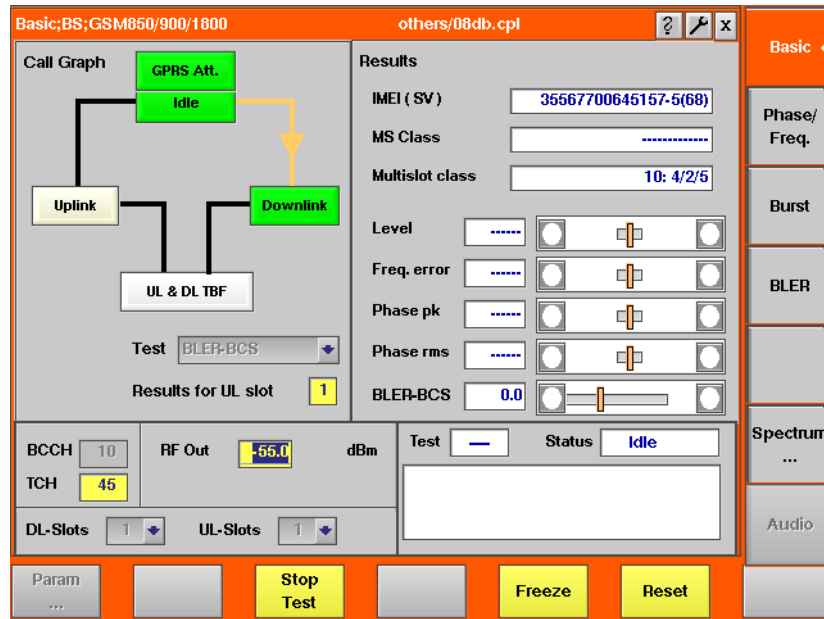 Basic;BS;GSM850/900/1800 others/08db.cpl ? x
Call Graph
GPRS Att.
Idle
Uplink
Downlink
UL & DL TBF
Test BLER-BCS
Results for UL slot 1
Results
IMEI ( SV ) 35567700645157-5(68)
MS Class ------------
Multislot class 10: 4/2/5
Level ------
Freq. error ------
Phase pk ------
Phase rms ------
BLER-BCS 0.0
BCCH 10
TCH 45
RF Out -55.0 dBm
DL-Slots 1 UL-Slots 1
Test — Status Idle
Basic
Phase/
Freq.
Burst
BLER
Spectrum
...
Audio
Param
...
Stop
Test
Freeze
Reset